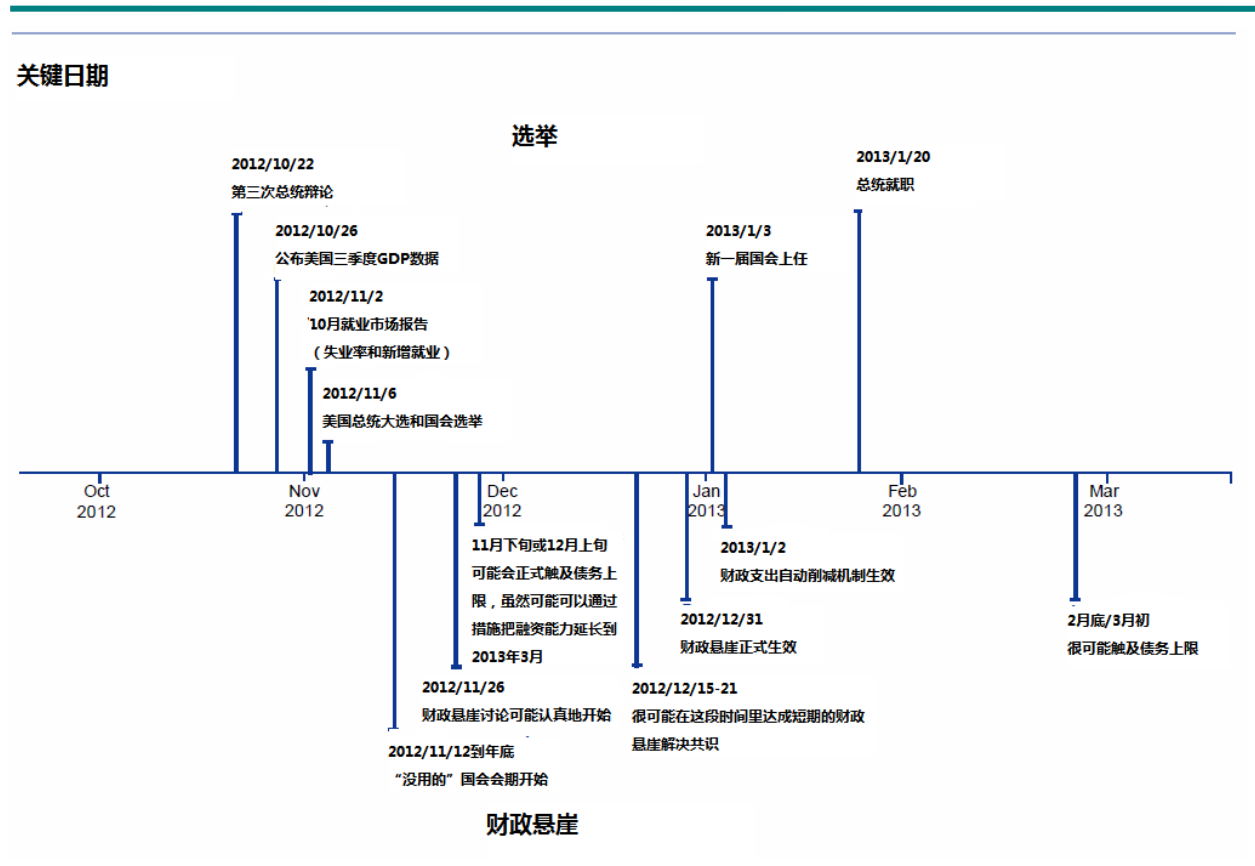 关键日期
选举
2012/10/22
第三次总统辩论
2012/10/26
公布美国三季度GDP数据
2012/11/2
10月就业市场报告
（失业率和新增就业）
2012/11/6
美国总统大选和国会选举
2013/1/3
新一届国会上任
2013/1/20
总统就职
Oct
2012
Nov
2012
Dec
2012
Jan
2013
Feb
2013
Mar
2013
11月下旬或12月上旬
可能会正式触及债务上
限，虽然可能可以通过
措施把融资能力延长到
2013年3月
2012/11/26
财政悬崖讨论可能认真地开始
2012/11/12到年底
“没用的”国会会期开始
2013/1/2
财政支出自动削减机制生效
2012/12/31
财政悬崖正式生效
2012/12/15-21
很可能在这段时间里达成短期的财政
悬崖解决共识
2月底/3月初
很可能触及债务上限
财政悬崖